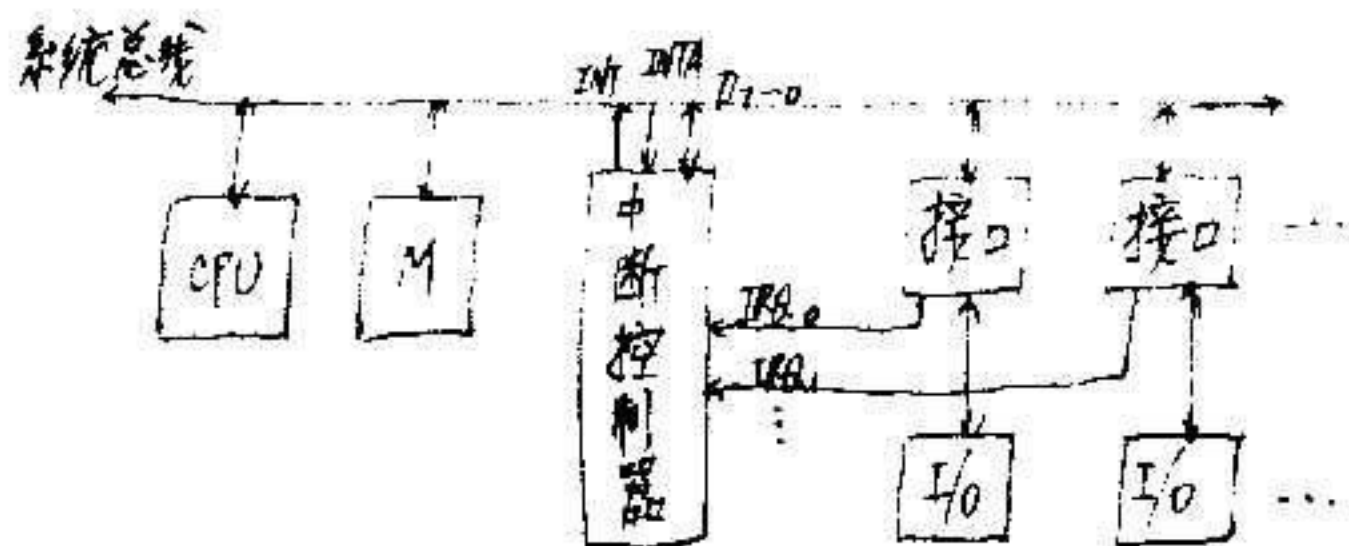 系统总线
INT INTA D7-0
CPU M 中断控制器 接口 接口 ...
IRQ0
IRQ1
⋮
I/O I/O ...